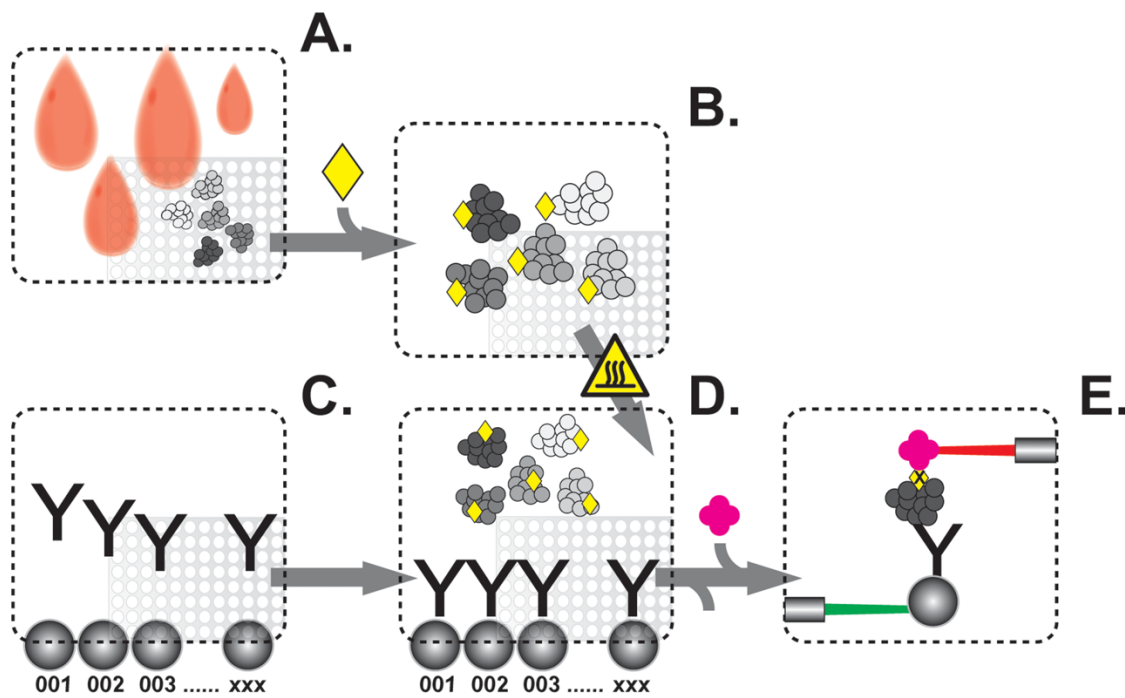 A.
B.
C.
D.
E.
001 002 003 ...... xxx
001 002 003 ...... xxx
x